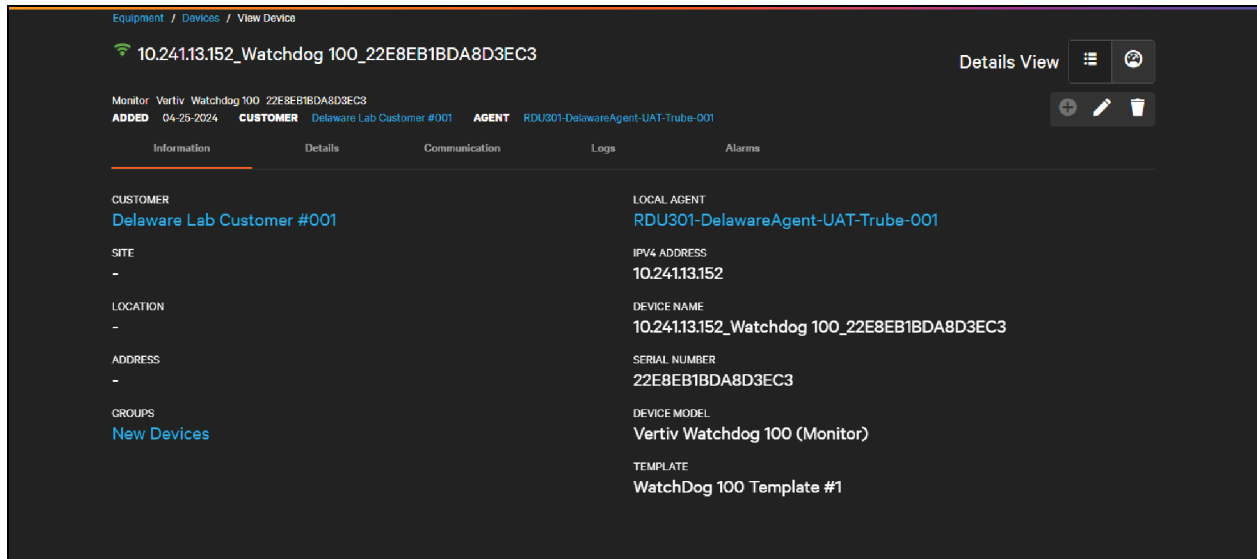 Equipment / Devices / View Device
10.241.13.152_Watchdog 100_22E8EB1BDA8D3EC3
Details View
Monitor Vertiv Watchdog 100 22E8EB1BDA8D3EC3
ADDED 04-25-2024 CUSTOMER Delaware Lab Customer #001 AGENT RDU301-DelawareAgent-UAT-Trube-001
Information Details Communication Logs Alarms
CUSTOMER
Delaware Lab Customer #001
SITE
-
LOCATION
-
ADDRESS
-
GROUPS
New Devices
LOCAL AGENT
RDU301-DelawareAgent-UAT-Trube-001
IPV4 ADDRESS
10.241.13.152
DEVICE NAME
10.241.13.152_Watchdog 100_22E8EB1BDA8D3EC3
SERIAL NUMBER
22E8EB1BDA8D3EC3
DEVICE MODEL
Vertiv Watchdog 100 (Monitor)
TEMPLATE
WatchDog 100 Template #1